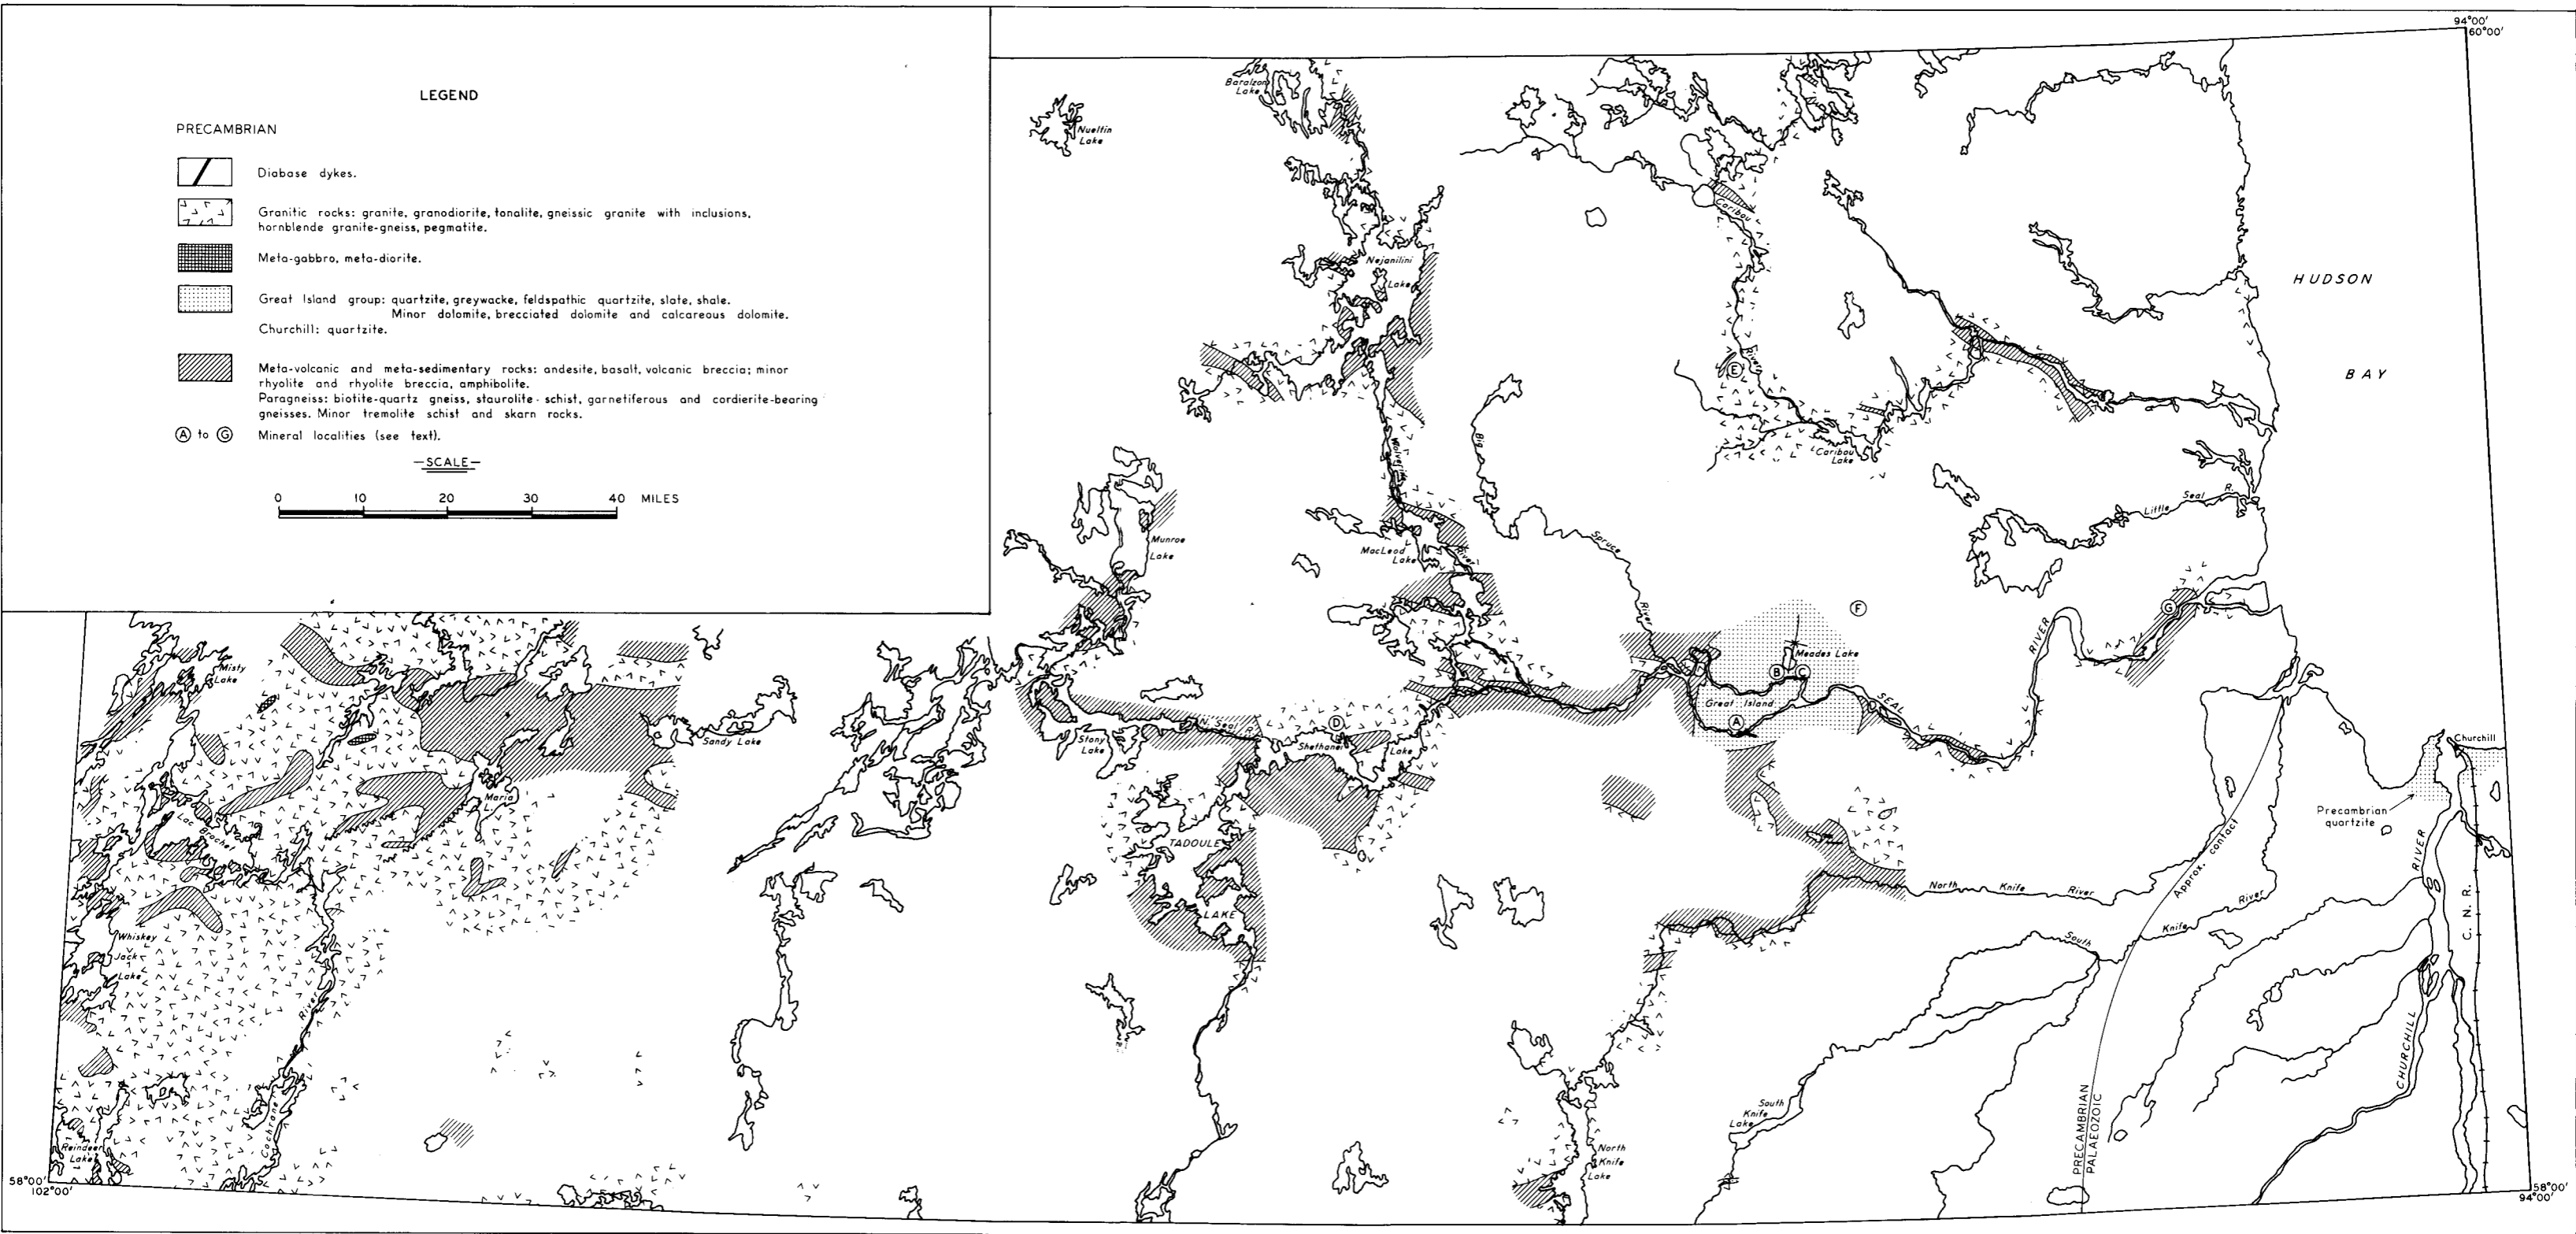 LEGEND
PRECAMBRIAN
Diabase dykes.
Granitic rocks: granite, granodiorite, tonalite, gneissic granite with inclusions,
hornblende granite-gneiss, pegmatite.
Meta-gabbro, meta-diorite.
Great Island group: quartzite, greywacke, feldspathic quartzite, slate, shale.
Minor dolomite, brecciated dolomite and calcareous dolomite.
Churchill: quartzite.
Meta-volcanic and meta-sedimentary rocks: andesite, basalt, volcanic breccia; minor
rhyolite and rhyolite breccia, amphibolite.
Paragneiss: biotite-quartz gneiss, staurolite - schist, garnetiferous and cordierite-bearing
gneisses. Minor tremolite schist and skarn rocks.
A to G Mineral localities (see text).
SCALE
0 10 20 30 40 MILES
94°00'
60°00'
Baralzon
Lake
Nueltin
Lake
Caribou
River
Nejanilini
Lake
HUDSON
BAY
E
Caribou
Lake
Wolverine
River
Big
Spruce
River
Little Seal R.
Munroe
Lake
MacLeod
Lake
F
G
Misty
Lake
Meades Lake
B C
Great Island
A
SEAL
RIVER
Sandy Lake
Stony
Lake
N. Seal R.
D
Shethanei
Lake
Churchill
Maria
L.
Lac Brochet
Precambrian
quartzite
TADOULE
LAKE
Approx. contact
North Knife River
South
Knife
River
RIVER
C. N. R.
Whiskey
Jack
Lake
River
Cochrane
CHURCHILL
South
Knife
Lake
North
Knife
Lake
Reindeer
Lake
PRECAMBRIAN
PALAEOZOIC
58°00'
102°00'
58°00'
94°00'